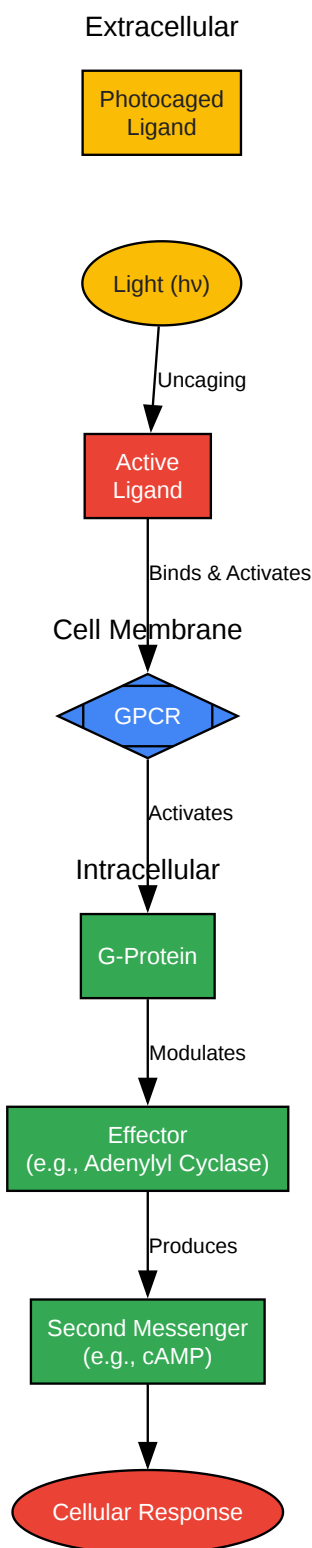 Extracellular
Photocaged
Ligand
Light (hν)
Uncaging
Active
Ligand
Binds & Activates
Cell Membrane
GPCR
Activates
Intracellular
G-Protein
Modulates
Effector
(e.g., Adenylyl Cyclase)
Produces
Second Messenger
(e.g., cAMP)
Cellular Response